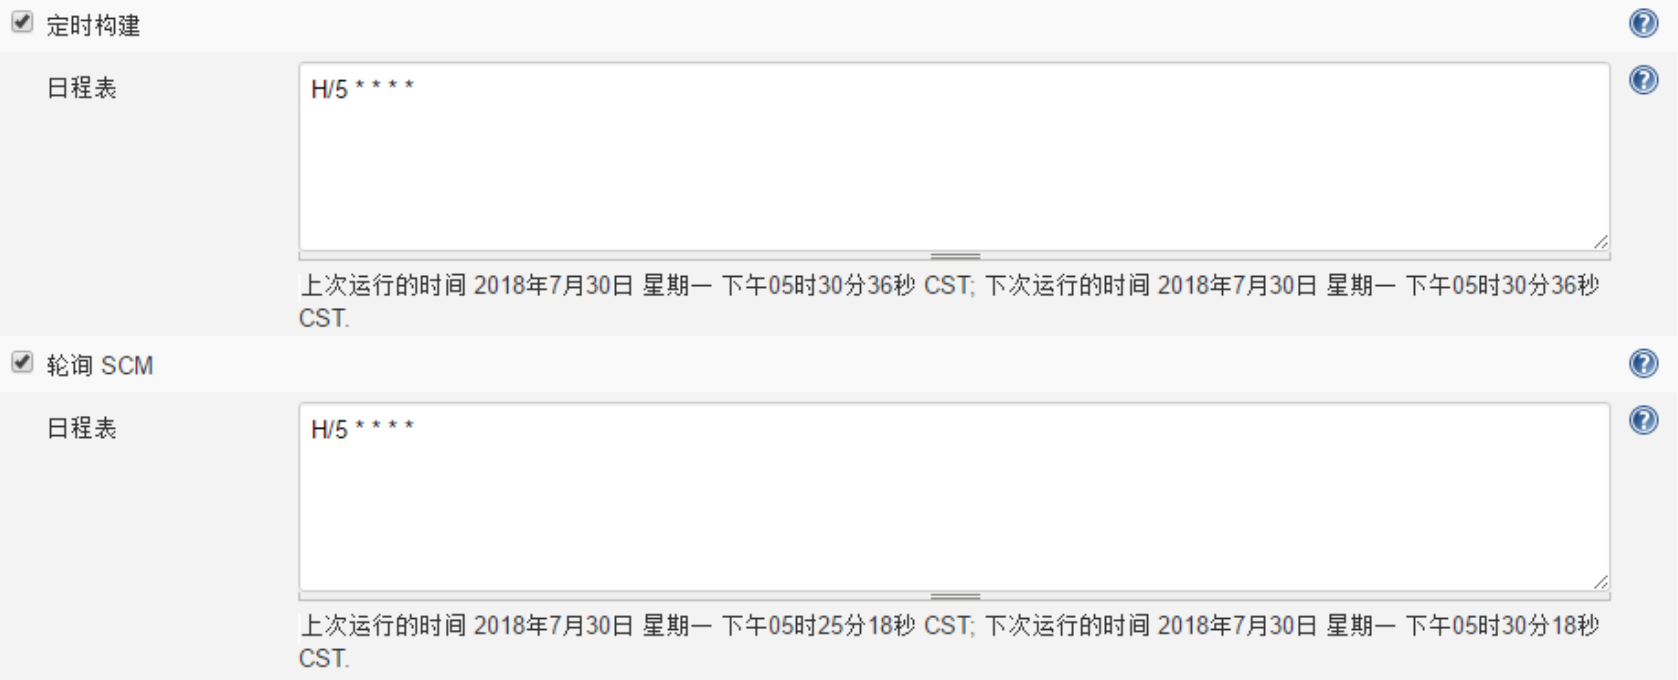 定时构建
日程表
H/5 * * * *
上次运行的时间 2018年7月30日 星期一 下午05时30分36秒 CST; 下次运行的时间 2018年7月30日 星期一 下午05时30分36秒
CST.
轮询 SCM
日程表
H/5 * * * *
上次运行的时间 2018年7月30日 星期一 下午05时25分18秒 CST; 下次运行的时间 2018年7月30日 星期一 下午05时30分18秒
CST.